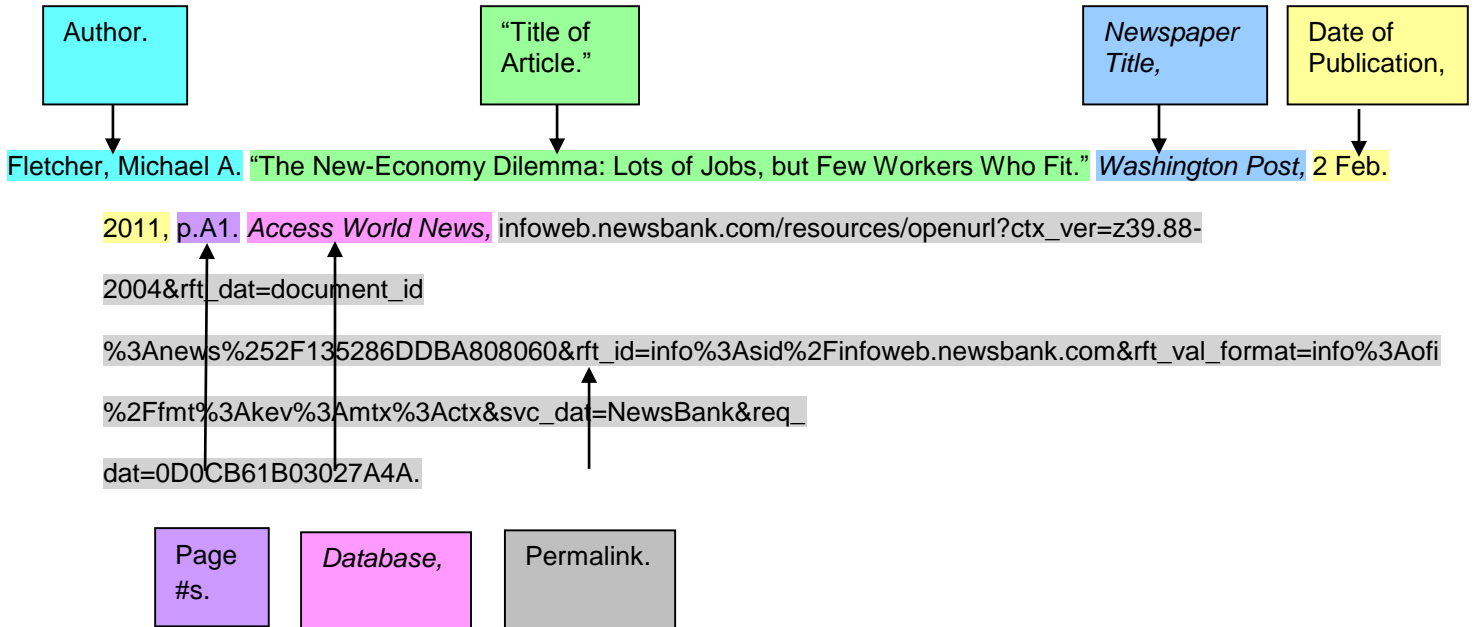 Author.
“Title of
Article.”
Newspaper
Title,
Date of
Publication,
Fletcher, Michael A. “The New-Economy Dilemma: Lots of Jobs, but Few Workers Who Fit.” Washington Post, 2 Feb.
2011, p.A1. Access World News, infoweb.newsbank.com/resources/openurl?ctx_ver=z39.88-
2004&rft_dat=document_id
%3Anews%252F135286DDBA808060&rft_id=info%3Asid%2Finfoweb.newsbank.com&rft_val_format=info%3Aofi
%2Ffmt%3Akev%3Amtx%3Actx&svc_dat=NewsBank&req_
dat=0D0CB61B03027A4A.
Page
#s.
Database,
Permalink.